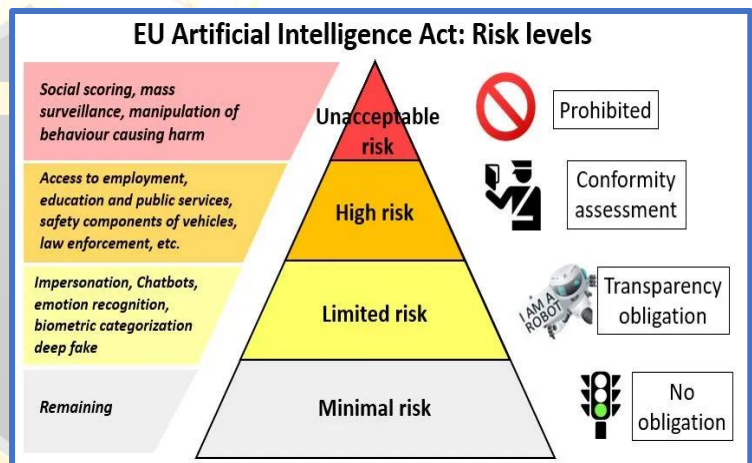 EU Artificial Intelligence Act: Risk levels
Social scoring, mass
surveillance, manipulation of
behaviour causing harm
Unacceptable
risk
Prohibited
Access to employment,
education and public services,
safety components of vehicles,
law enforcement, etc.
High risk
Conformity
assessment
Impersonation, Chatbots,
emotion recognition,
biometric categorization
deep fake
Limited risk
I AM A
ROBOT
Transparency
obligation
Remaining
Minimal risk
No
obligation